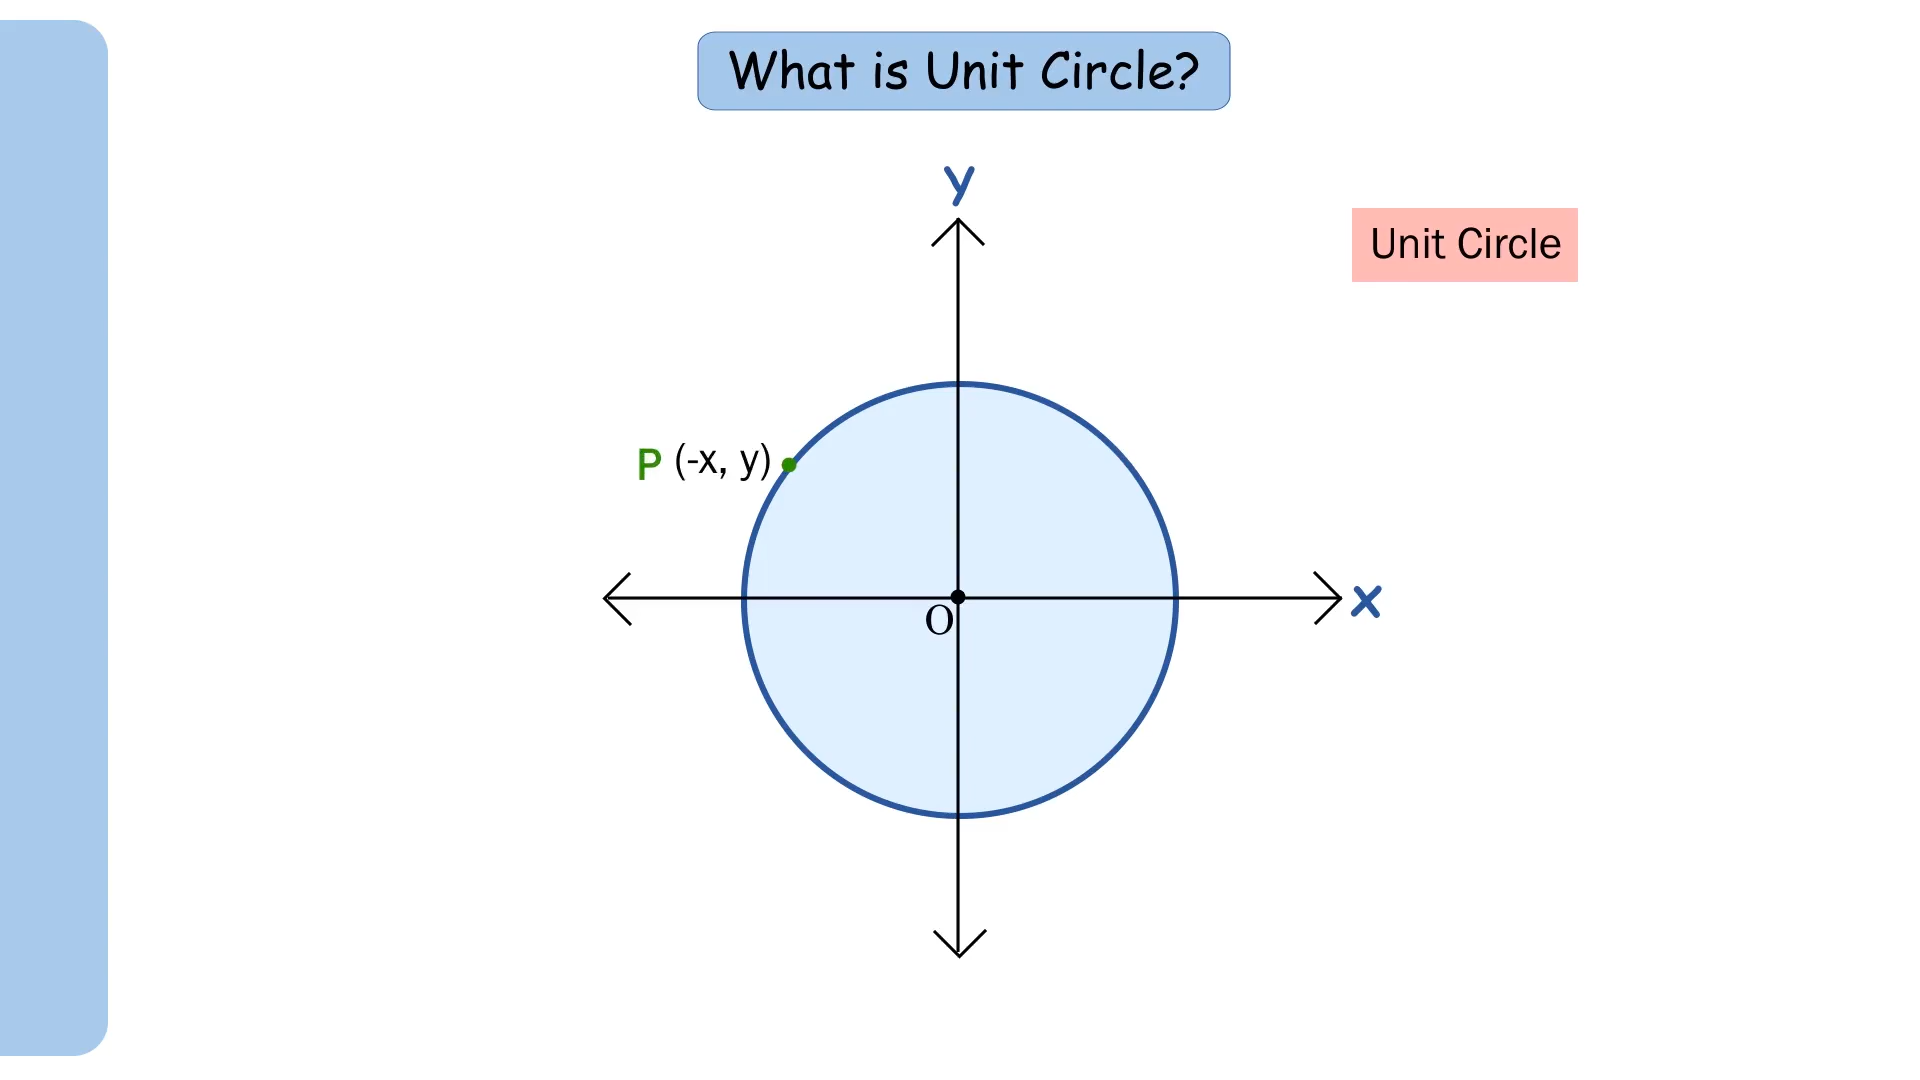 What is Unit Circle?
y
Unit Circle
P (-x, y)
O
x